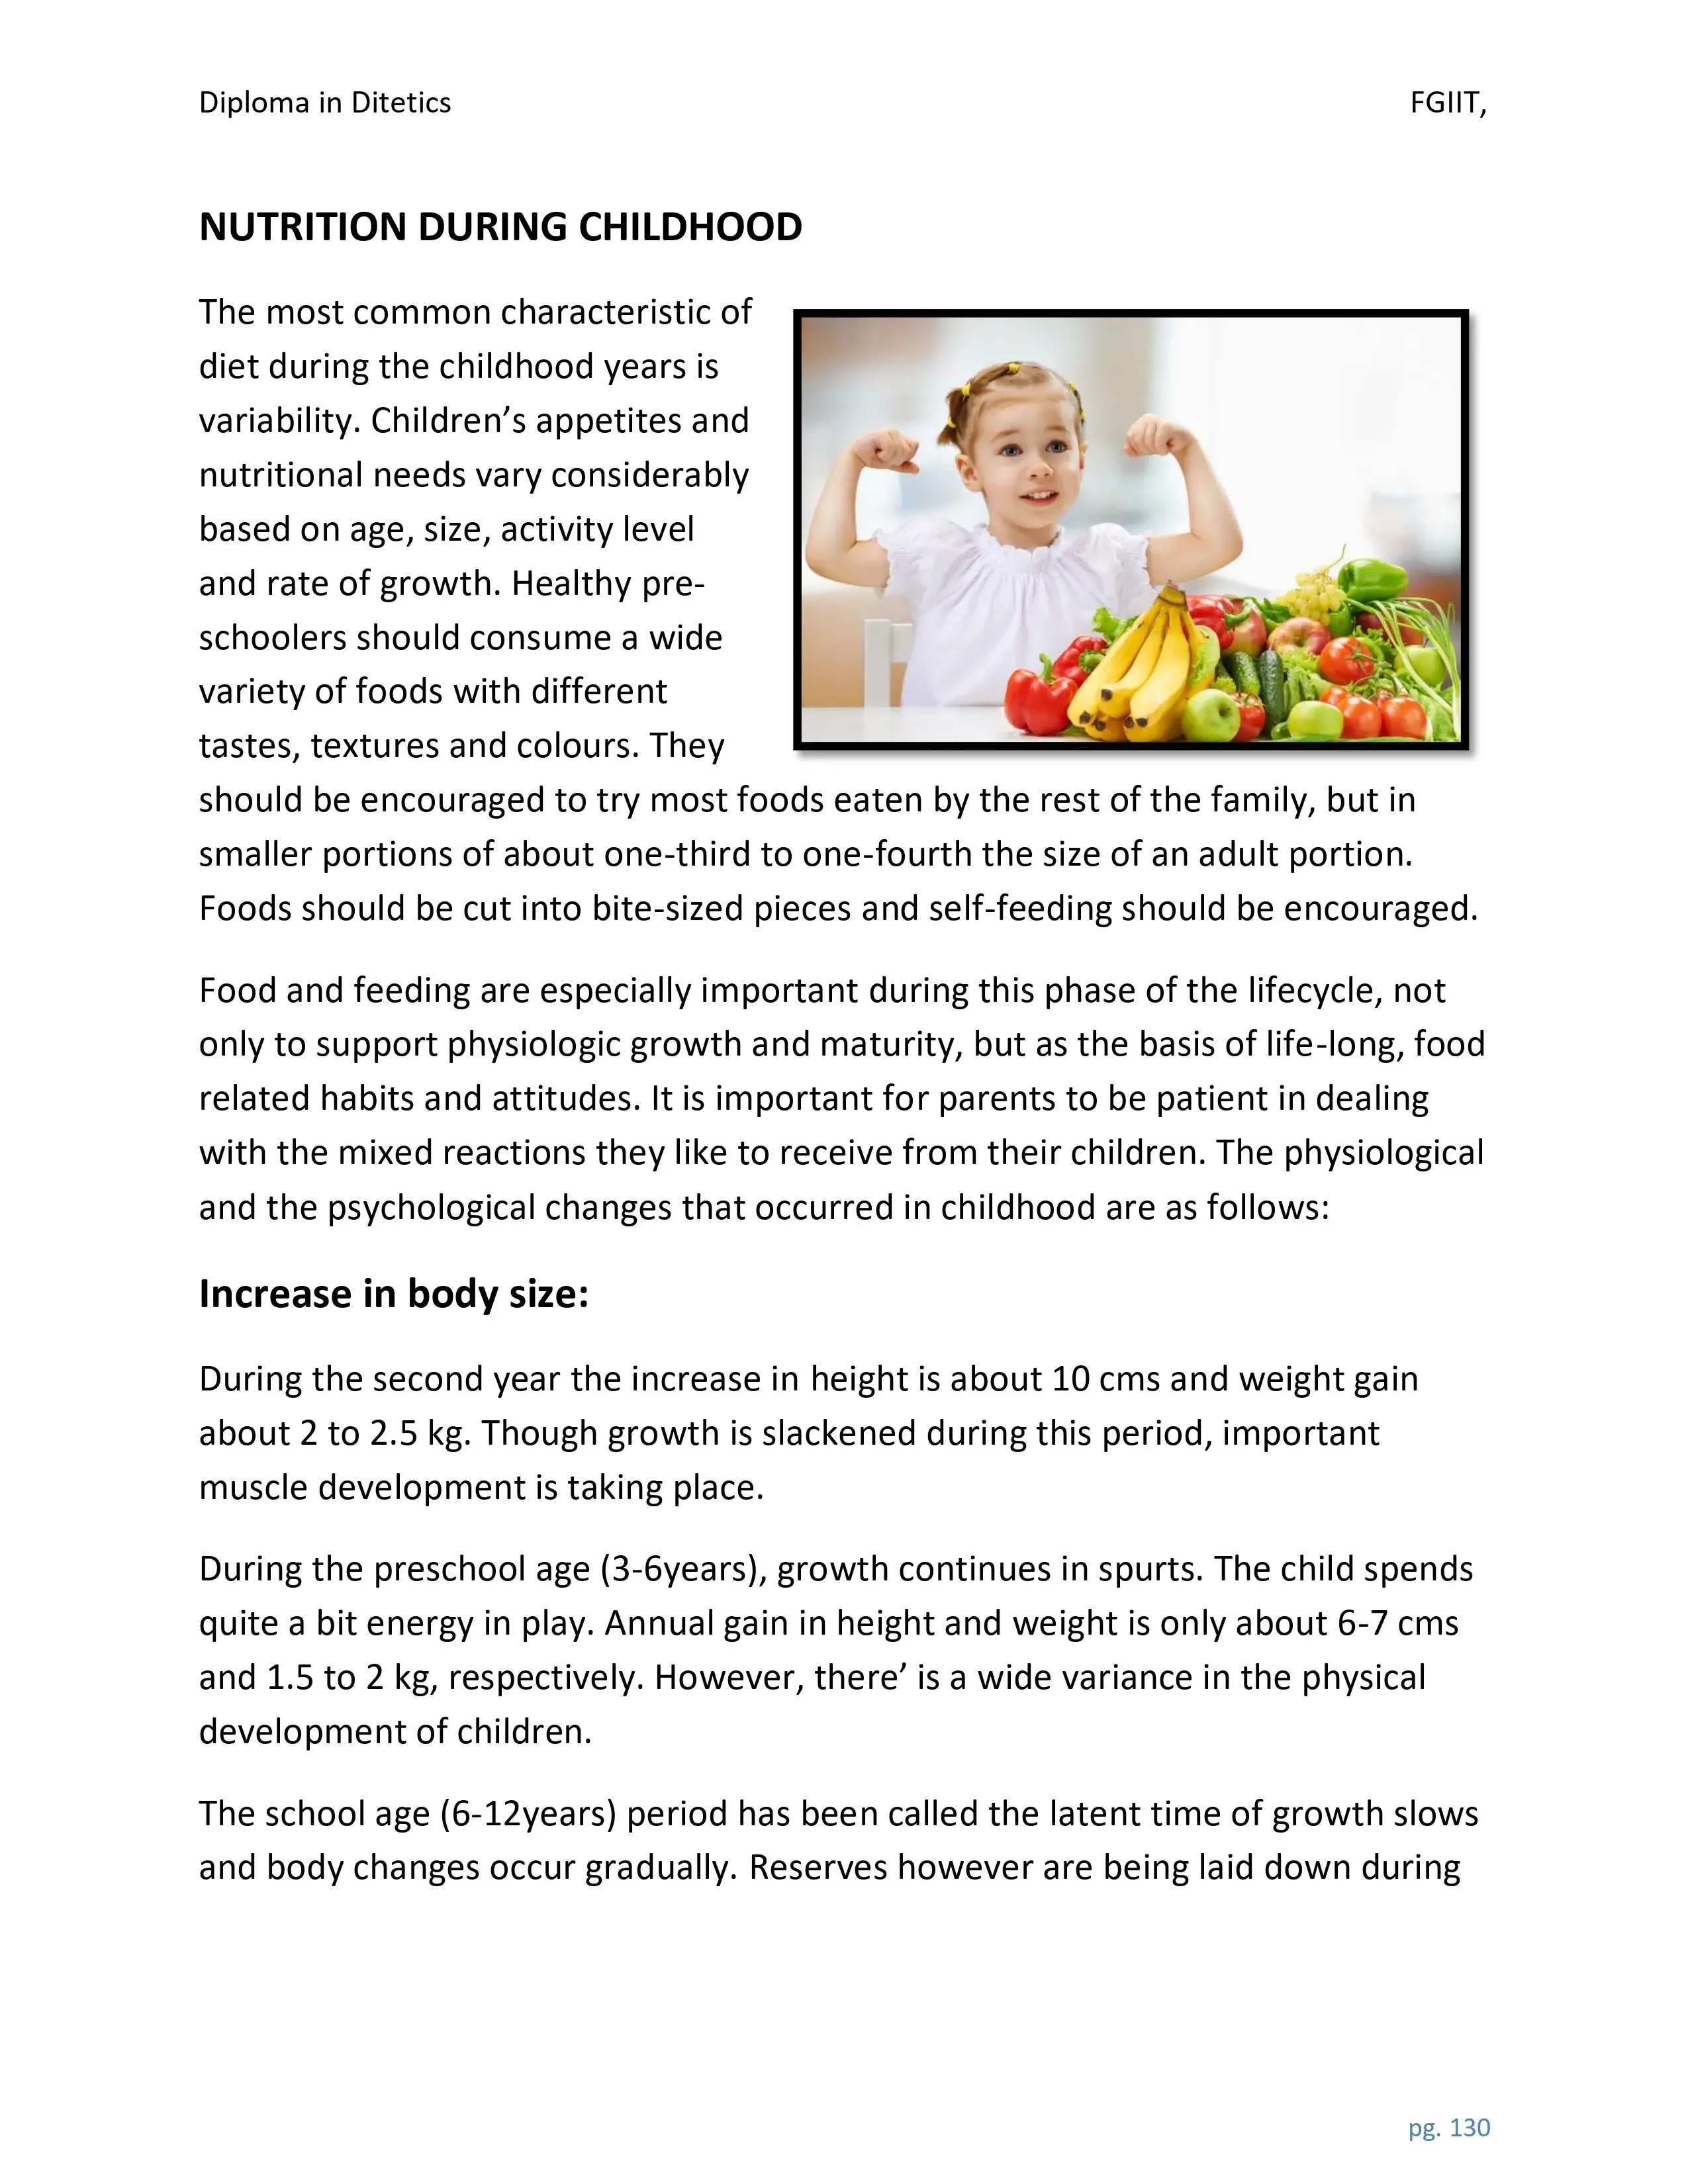 Diploma in Ditetics FGIIT,
NUTRITION DURING CHILDHOOD
The most common characteristic of
diet during the childhood years is
variability. Children’s appetites and
nutritional needs vary considerably
based on age, size, activity level
and rate of growth. Healthy pre-
schoolers should consume a wide
variety of foods with different
tastes, textures and colours. They
should be encouraged to try most foods eaten by the rest of the family, but in
smaller portions of about one-third to one-fourth the size of an adult portion.
Foods should be cut into bite-sized pieces and self-feeding should be encouraged.
Food and feeding are especially important during this phase of the lifecycle, not
only to support physiologic growth and maturity, but as the basis of life-long, food
related habits and attitudes. It is important for parents to be patient in dealing
with the mixed reactions they like to receive from their children. The physiological
and the psychological changes that occurred in childhood are as follows:
Increase in body size:
During the second year the increase in height is about 10 cms and weight gain
about 2 to 2.5 kg. Though growth is slackened during this period, important
muscle development is taking place.
During the preschool age (3-6years), growth continues in spurts. The child spends
quite a bit energy in play. Annual gain in height and weight is only about 6-7 cms
and 1.5 to 2 kg, respectively. However, there’ is a wide variance in the physical
development of children.
The school age (6-12years) period has been called the latent time of growth slows
and body changes occur gradually. Reserves however are being laid down during
pg. 130